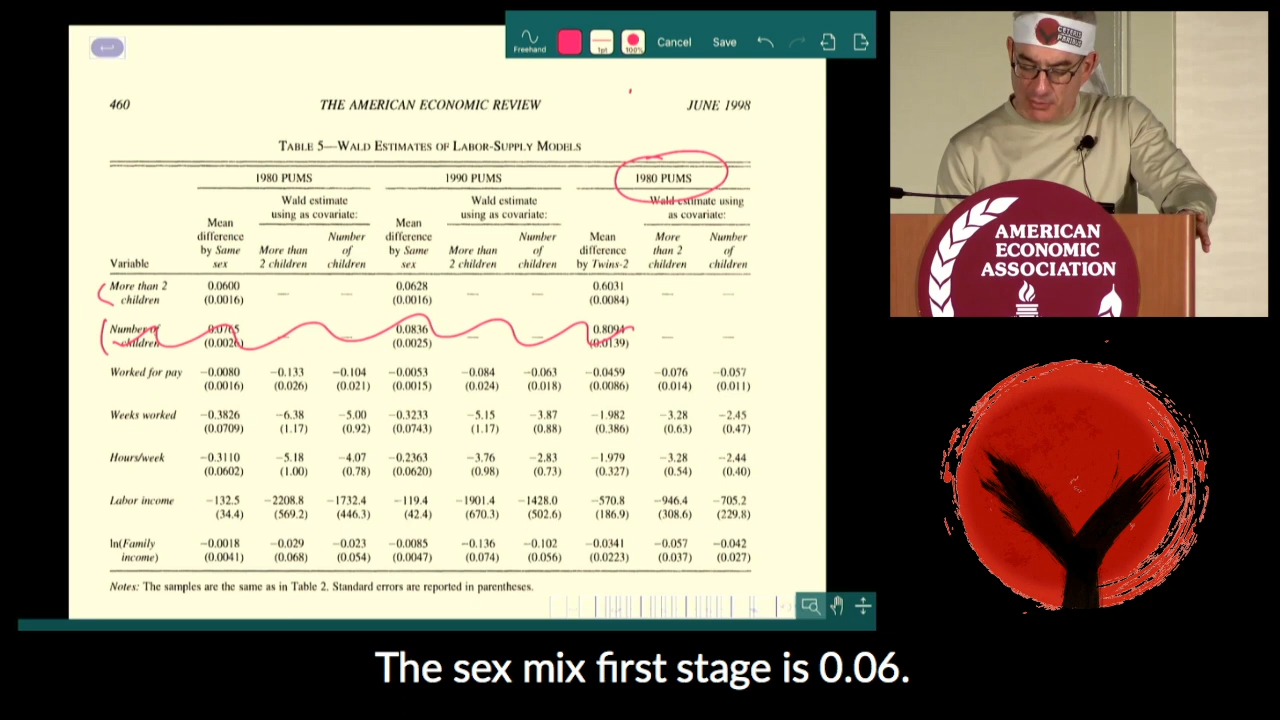 Freehand
1pt
100%
Cancel
Save
460 THE AMERICAN ECONOMIC REVIEW JUNE 1998
TABLE 5—WALD ESTIMATES OF LABOR-SUPPLY MODELS
1980 PUMS 1990 PUMS 1980 PUMS
Wald estimate using as covariate: Wald estimate using as covariate: Wald estimate using as covariate:
Variable Mean difference by Same sex More than 2 children Number of children Mean difference by Same sex More than 2 children Number of children Mean difference by Twins-2 More than 2 children Number of children
More than 2 0.0600 — — 0.0628 — — 0.6031 — —
children (0.0016) (0.0016) (0.0084)
Number of 0.0765 — — 0.0836 — — 0.8094 — —
children (0.0026) (0.0025) (0.0139)
Worked for pay −0.0080 −0.133 −0.104 −0.0053 −0.084 −0.063 −0.0459 −0.076 −0.057
(0.0016) (0.026) (0.021) (0.0015) (0.024) (0.018) (0.0086) (0.014) (0.011)
Weeks worked −0.3826 −6.38 −5.00 −0.3233 −5.15 −3.87 −1.982 −3.28 −2.45
(0.0709) (1.17) (0.92) (0.0743) (1.17) (0.88) (0.386) (0.63) (0.47)
Hours/week −0.3110 −5.18 −4.07 −0.2363 −3.76 −2.83 −1.979 −3.28 −2.44
(0.0602) (1.00) (0.78) (0.0620) (0.98) (0.73) (0.327) (0.54) (0.40)
Labor income −132.5 −2208.8 −1732.4 −119.4 −1901.4 −1428.0 −570.8 −946.4 −705.2
(34.4) (569.2) (446.3) (42.4) (670.3) (502.6) (186.9) (308.6) (229.8)
ln(Family −0.0018 −0.029 −0.023 −0.0085 −0.136 −0.102 −0.0341 −0.057 −0.042
income) (0.0041) (0.068) (0.054) (0.0047) (0.074) (0.056) (0.0223) (0.037) (0.027)
Notes: The samples are the same as in Table 2. Standard errors are reported in parentheses.
CETERIS
PARIBUS
AMERICAN
ECONOMIC
ASSOCIATION
The sex mix first stage is 0.06.